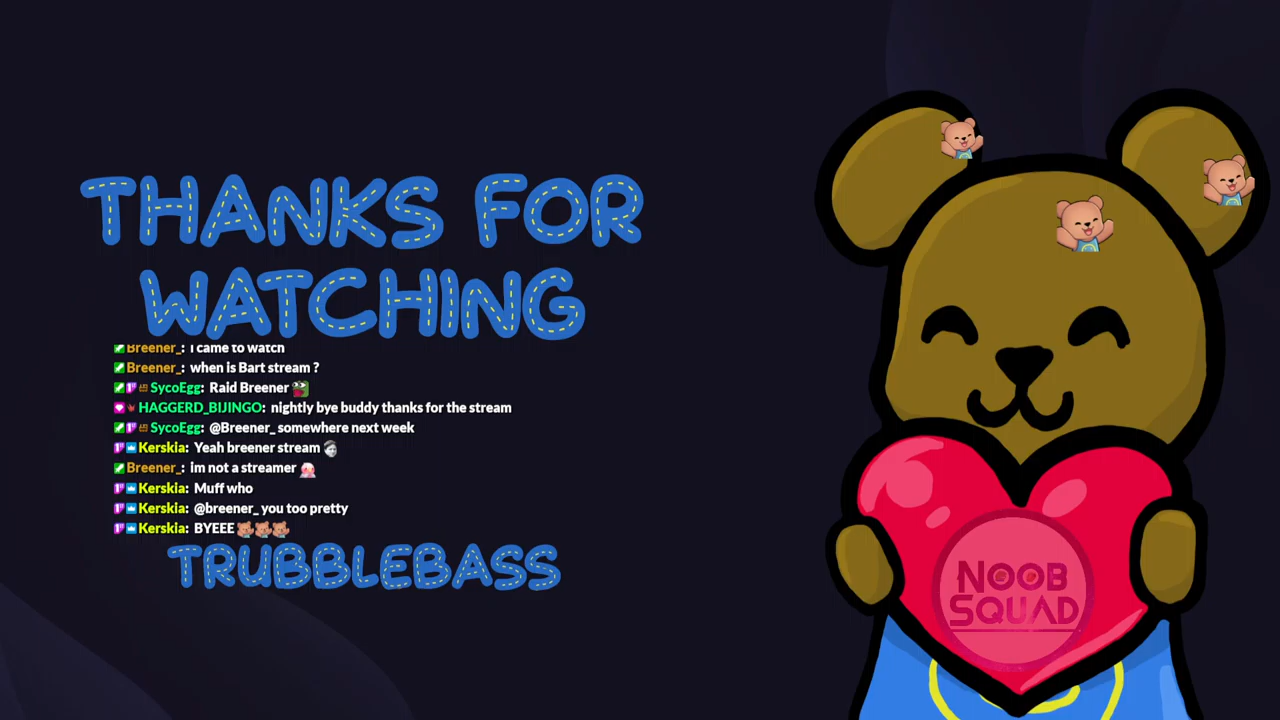 THANKS FOR
WATCHING
Breener_: i came to watch
Breener_: when is Bart stream ?
SycoEgg: Raid Breener
HAGGERD_BIJINGO: nightly bye buddy thanks for the stream
SycoEgg: @Breener_ somewhere next week
Kerskia: Yeah breener stream
Breener_: im not a streamer
Kerskia: Muff who
Kerskia: @breener_ you too pretty
Kerskia: BYEEE
TRUBBLEBASS
NOOB
SQUAD